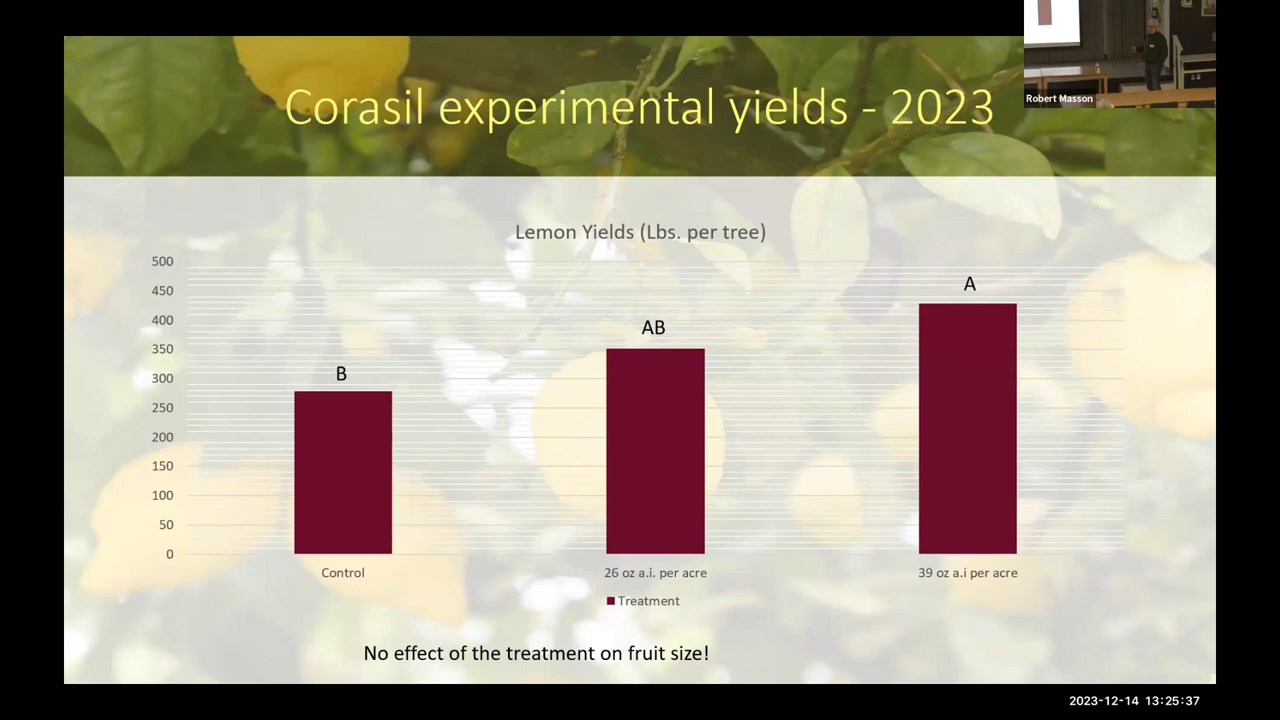 Corasil experimental yields - 2023
Robert Masson
Lemon Yields (Lbs. per tree)
500
450
400
350
300
250
200
150
100
50
0
B
AB
A
Control
26 oz a.i. per acre
39 oz a.i per acre
Treatment
No effect of the treatment on fruit size!
2023-12-14 13:25:37